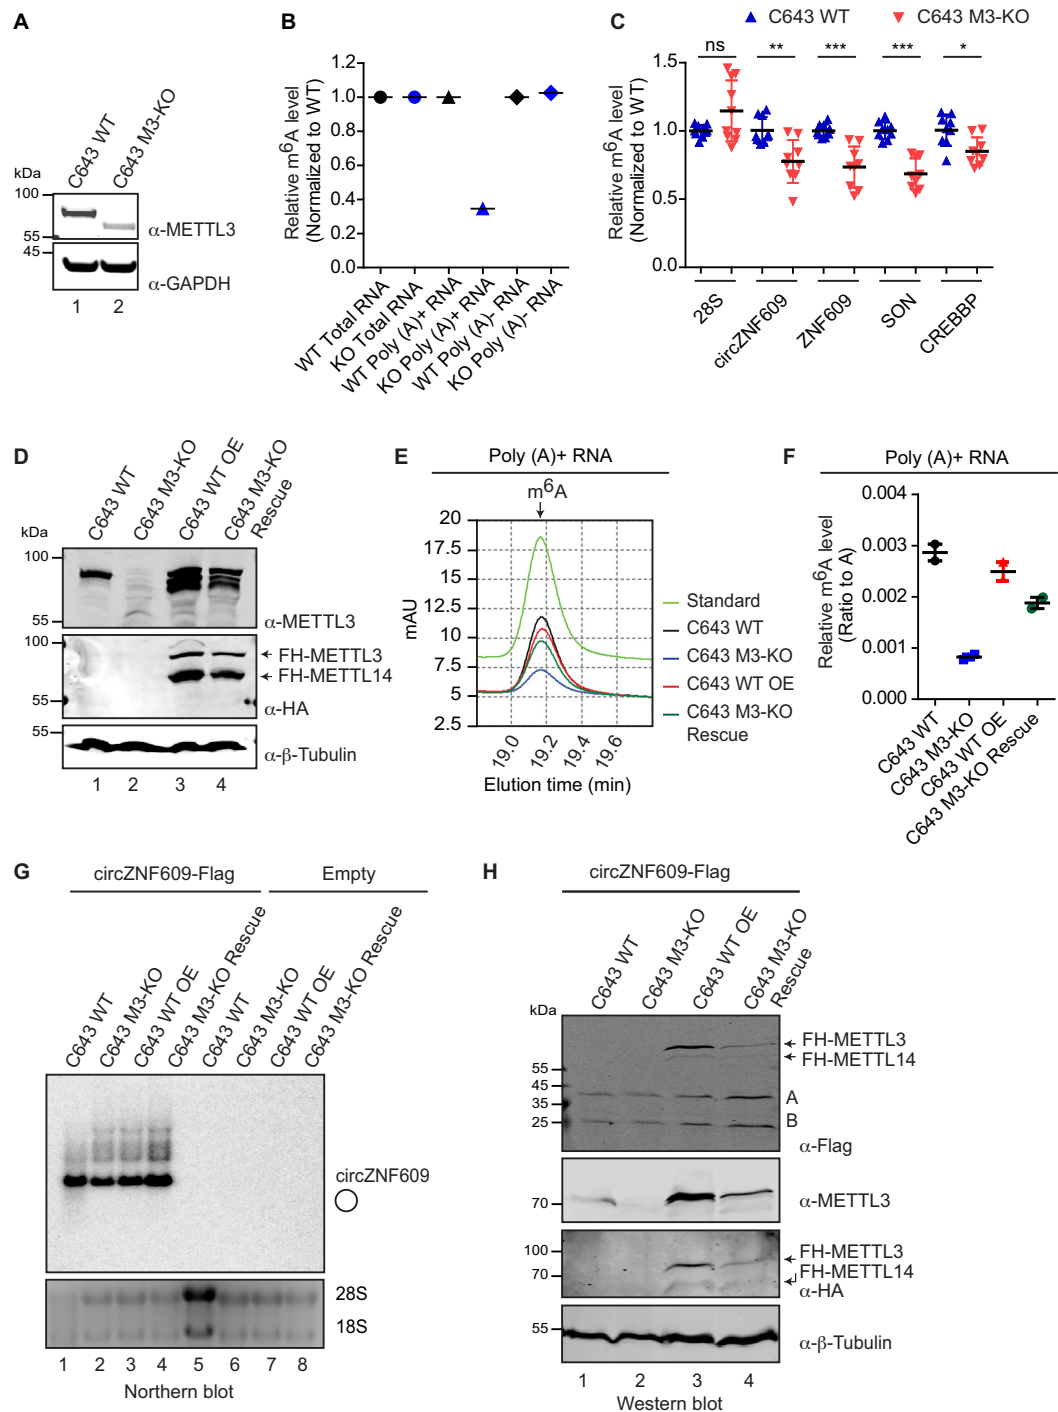 A
C643 WT
C643 M3-KO
kDa
100
55
α-METTL3
45
α-GAPDH
1 2
B
Relative m6A level
(Normalized to WT)
1.2
1.0
0.8
0.6
0.4
0.2
0.0
WT Total RNA
KO Total RNA
WT Poly (A)+ RNA
KO Poly (A)+ RNA
WT Poly (A)- RNA
KO Poly (A)- RNA
C
C643 WT
C643 M3-KO
ns ** *** *** *
Relative m6A level
(Normalized to WT)
1.5
1.0
0.5
0.0
28S
circZNF609
ZNF609
SON
CREBBP
D
C643 WT
C643 M3-KO
C643 WT OE
C643 M3-KO
Rescue
kDa
100
55
α-METTL3
100
FH-METTL3
FH-METTL14
55
α-HA
55
α-β-Tubulin
1 2 3 4
E
Poly (A)+ RNA
m6A
mAU
20
17.5
15
12.5
10
7.5
5
2.5
19.0
19.2
19.4
19.6
Elution time (min)
Standard
C643 WT
C643 M3-KO
C643 WT OE
C643 M3-KO
Rescue
F
Poly (A)+ RNA
Relative m6A level
(Ratio to A)
0.004
0.003
0.002
0.001
0.000
C643 WT
C643 M3-KO
C643 WT OE
C643 M3-KO Rescue
G
circZNF609-Flag
Empty
C643 WT
C643 M3-KO
C643 WT OE
C643 M3-KO Rescue
C643 WT
C643 M3-KO
C643 WT OE
C643 M3-KO Rescue
circZNF609
28S
18S
1 2 3 4 5 6 7 8
Northern blot
H
circZNF609-Flag
C643 WT
C643 M3-KO
C643 WT OE
C643 M3-KO
Rescue
kDa
FH-METTL3
FH-METTL14
55
45
35
25
A
B
α-Flag
70
α-METTL3
100
70
FH-METTL3
FH-METTL14
α-HA
55
α-β-Tubulin
1 2 3 4
Western blot